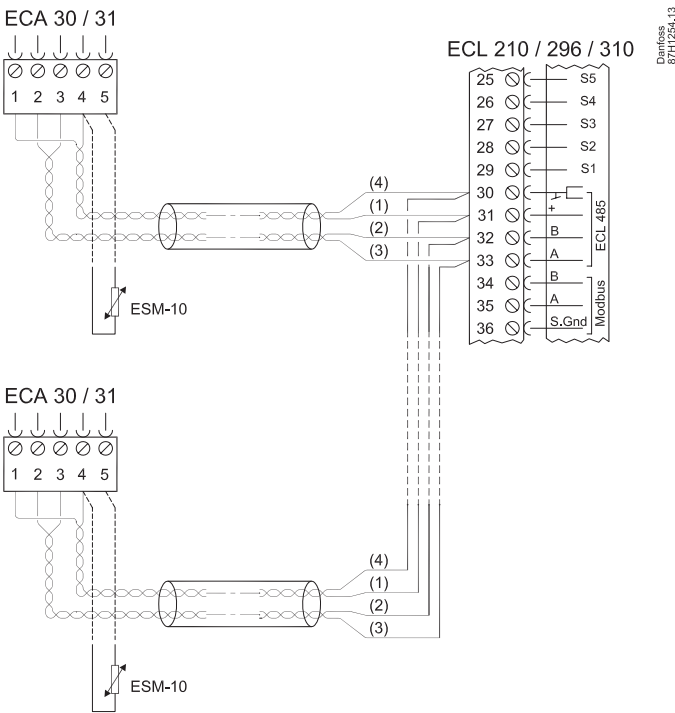 ECA 30 / 31
1 2 3 4 5
ESM-10
(4)
(1)
(2)
(3)
ECL 210 / 296 / 310
25 S5
26 S4
27 S3
28 S2
29 S1
30
31 +
32 B
33 A
ECL 485
34 B
35 A
36 S.Gnd
Modbus
Danfoss
87H1254.13
ECA 30 / 31
1 2 3 4 5
ESM-10
(4)
(1)
(2)
(3)